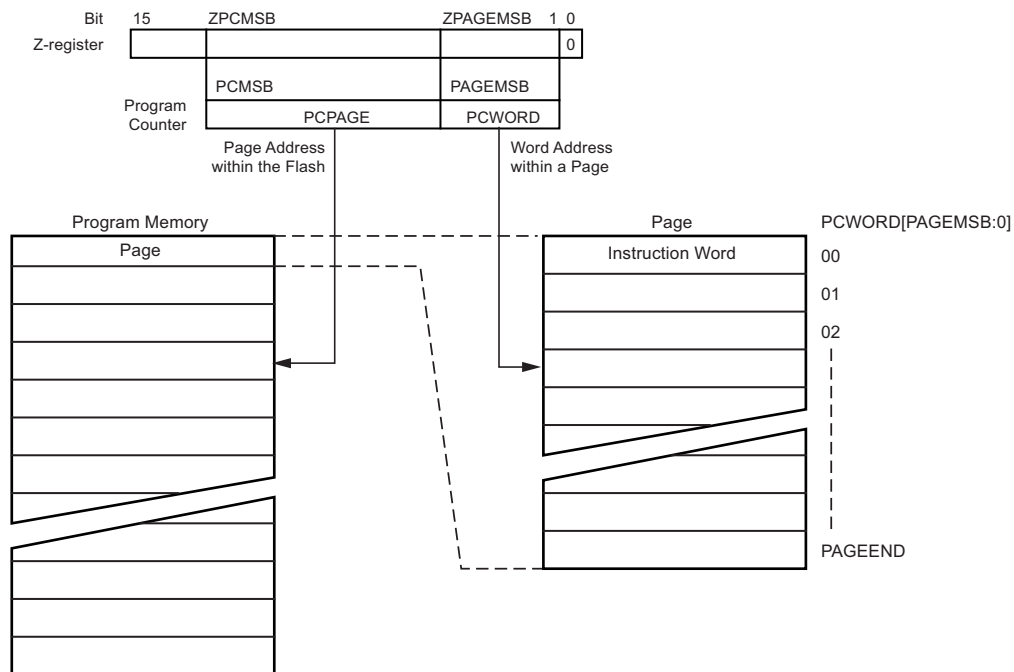 Bit 15 ZPCMSB ZPAGEMSB 1 0
Z-register 0
PCMSB PAGEMSB
Program
Counter
PCPAGE PCWORD
Page Address
within the Flash
Word Address
within a Page
Program Memory Page PCWORD[PAGEMSB:0]
Page Instruction Word 00
01
02
PAGEEND